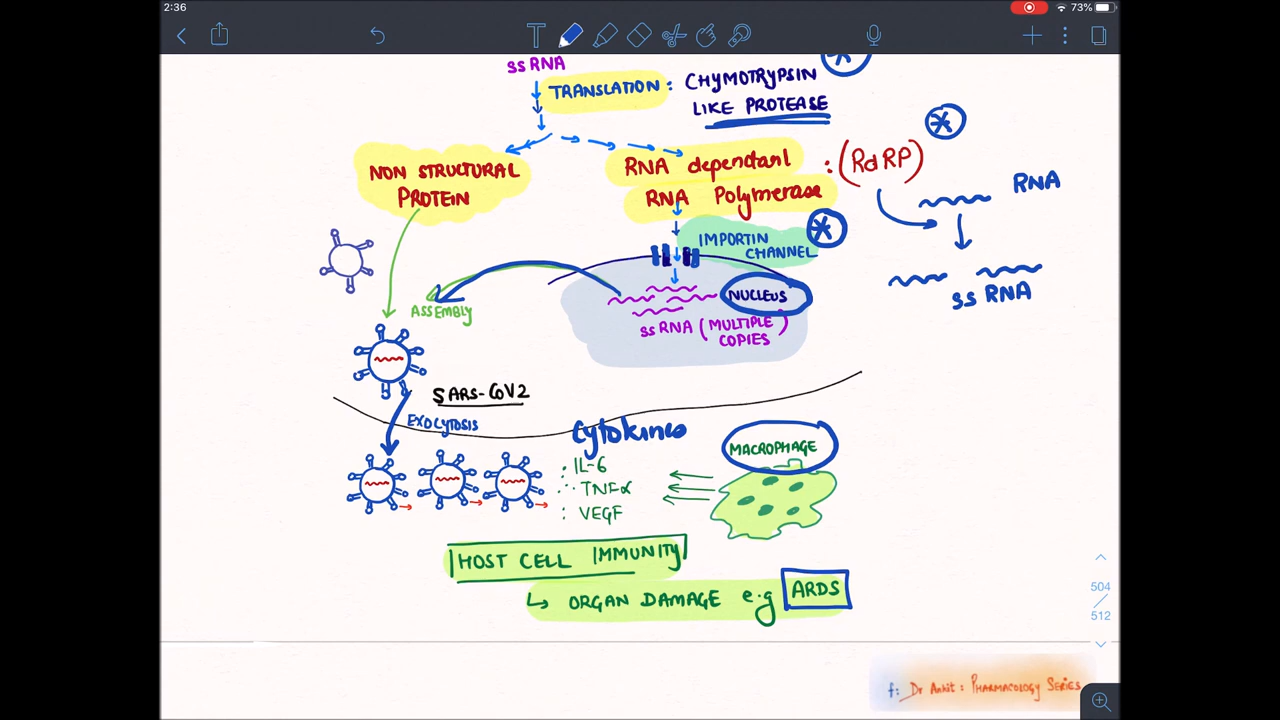 2:36
73%
T
ss RNA
TRANSLATION : CHYMOTRYPSIN
LIKE PROTEASE
NON STRUCTURAL
PROTEIN
RNA dependant
RNA Polymerase
: (RdRP)
RNA
ss RNA
IMPORTIN
CHANNEL
NUCLEUS
ssRNA (MULTIPLE
COPIES)
ASSEMBLY
SARS-CoV2
EXOCYTOSIS
Cytokines
: IL-6
: TNFα
: VEGF
MACROPHAGE
HOST CELL IMMUNITY
ORGAN DAMAGE e.g ARDS
504
/
512
f: Dr Ankit : PHARMACOLOGY SERIES